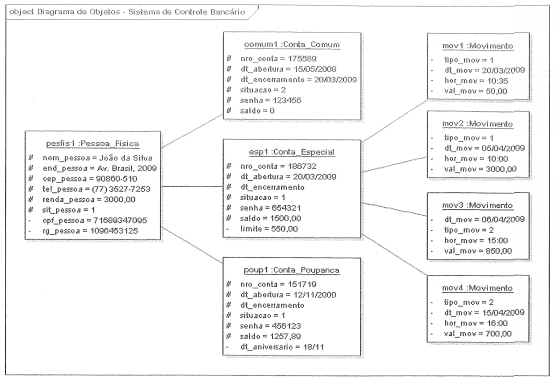 object Diagrama de Objetos - Sistema de Controle Bancário
comum1 :Conta_Comum
# nro_conta = 175589
# dt_abertura = 15/05/2008
# dt_encerramento = 20/03/2009
# situacao = 2
# senha = 123456
# saldo = 0
mov1 :Movimento
- tipo_mov = 1
- dt_mov = 20/03/2009
- hor_mov = 10:35
- val_mov = 50,00
pesfis1 :Pessoa_Fisica
# nom_pessoa = João da Silva
# end_pessoa = Av. Brasil, 2009
# cep_pessoa = 90860-510
# tel_pessoa = (77) 3527-7253
# renda_pessoa = 3000,00
# sit_pessoa = 1
- cpf_pessoa = 71689347095
- rg_pessoa = 1096453125
esp1 :Conta_Especial
# nro_conta = 186732
# dt_abertura = 20/03/2009
# dt_encerramento
# situacao = 1
# senha = 654321
# saldo = 1500,00
- limite = 550,00
mov2 :Movimento
- tipo_mov = 1
- dt_mov = 05/04/2009
- hor_mov = 10:00
- val_mov = 3000,00
mov3 :Movimento
- dt_mov = 06/04/2009
- tipo_mov = 2
- hor_mov = 15:00
- val_mov = 850,00
poup1 :Conta_Poupanca
# nro_conta = 151719
# dt_abertura = 12/11/2000
# dt_encerramento
# situacao = 1
# senha = 456123
# saldo = 1257,89
- dt_aniversario = 18/11
mov4 :Movimento
- tipo_mov = 2
- dt_mov = 15/04/2009
- hor_mov = 16:00
- val_mov = 700,00